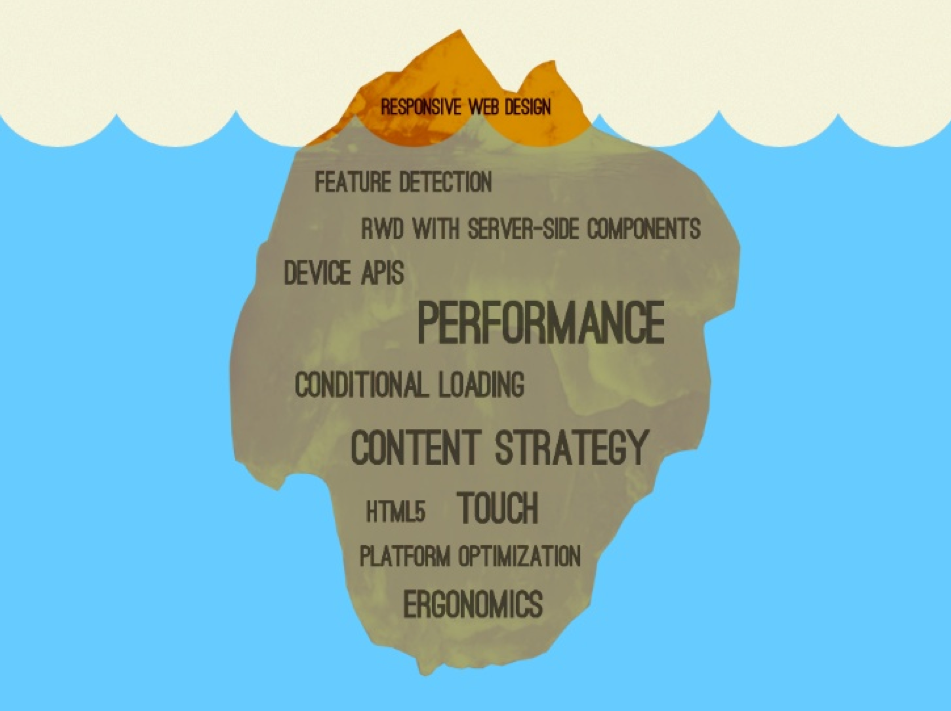 RESPONSIVE WEB DESIGN
FEATURE DETECTION
RWD WITH SERVER-SIDE COMPONENTS
DEVICE APIS
PERFORMANCE
CONDITIONAL LOADING
CONTENT STRATEGY
HTML5 TOUCH
PLATFORM OPTIMIZATION
ERGONOMICS